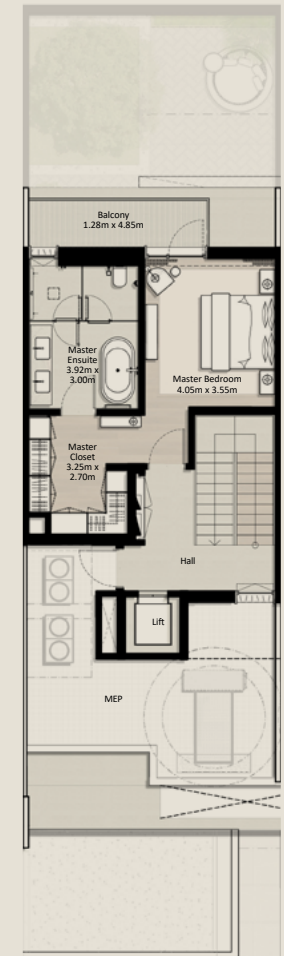 Balcony
1.28m x 4.85m
Master
Ensuite
3.92m x
3.00m
Master Bedroom
4.05m x 3.55m
Master
Closet
3.25m x
2.70m
Hall
Lift
MEP